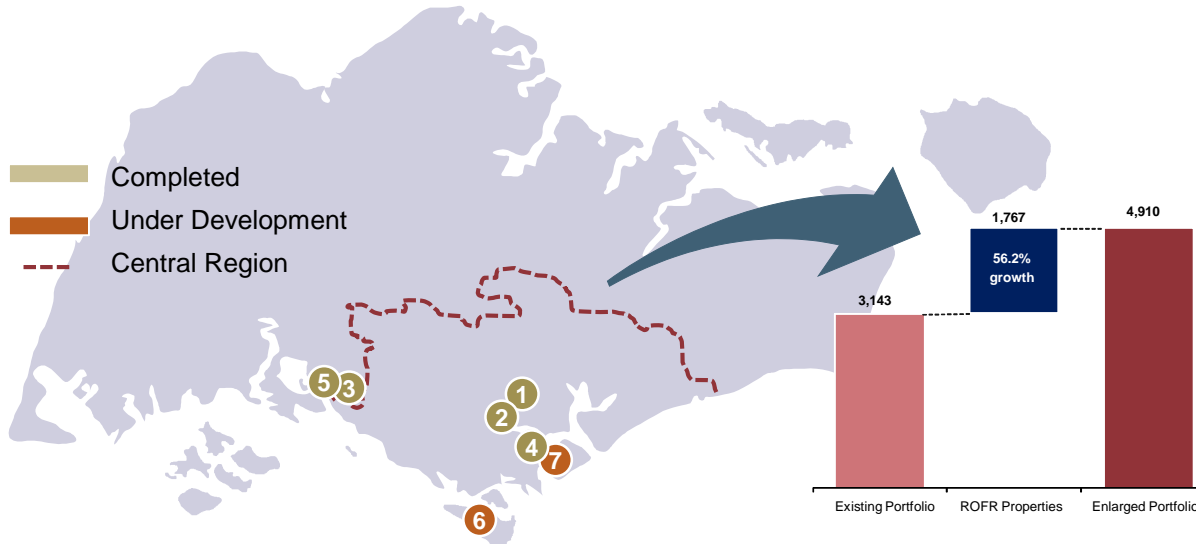 Completed
Under Development
Central Region
5
3
1
2
4
7
6
1,767
4,910
3,143
56.2%
growth
Existing Portfolio
ROFR Properties
Enlarged Portfolio